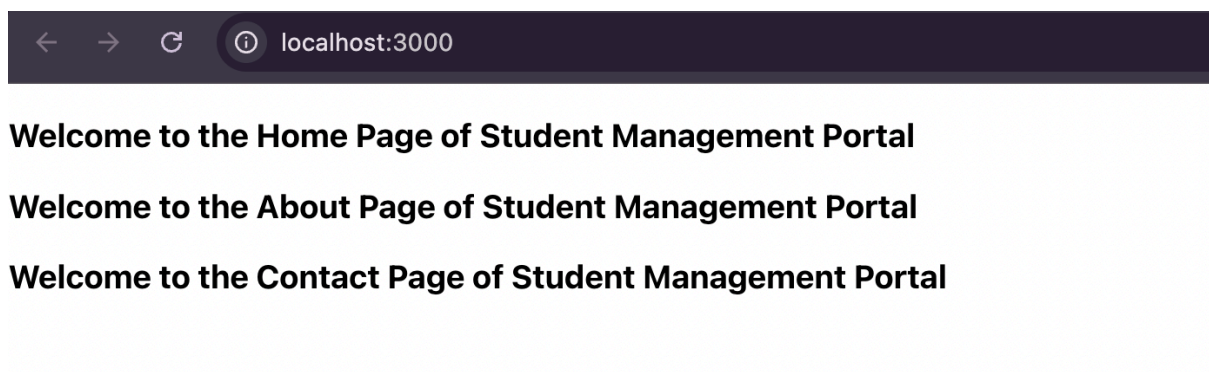 localhost:3000
Welcome to the Home Page of Student Management Portal
Welcome to the About Page of Student Management Portal
Welcome to the Contact Page of Student Management Portal